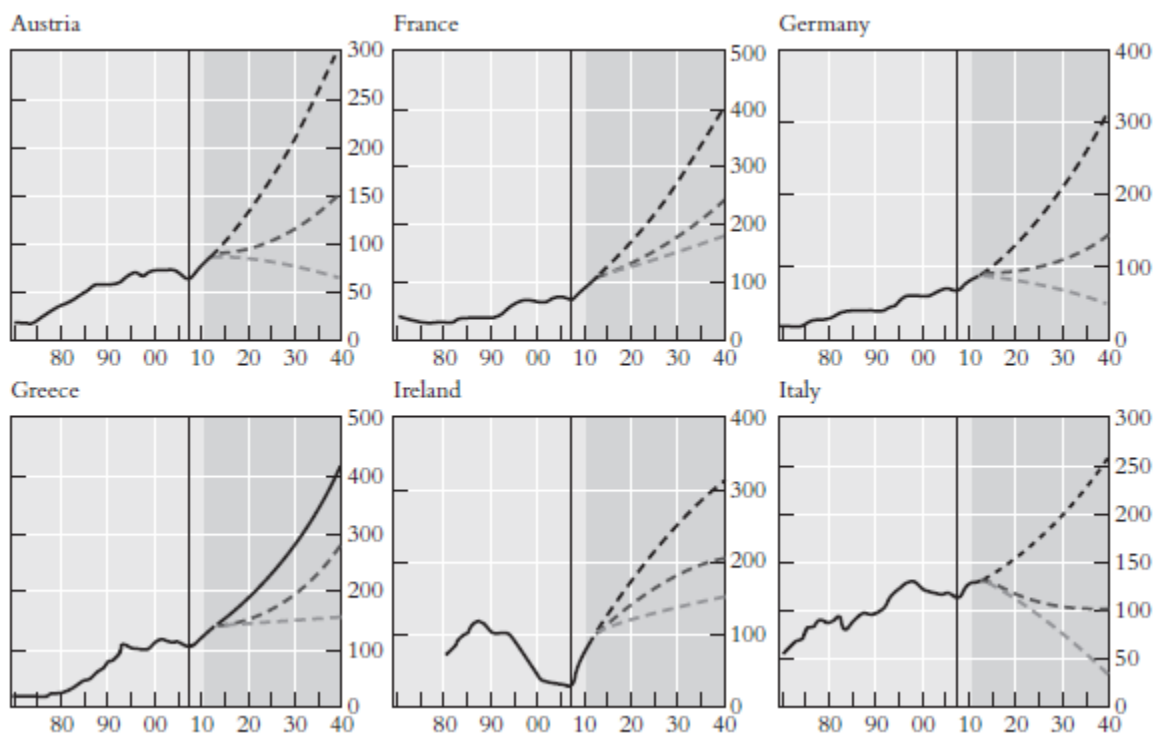 Austria France Germany
300 500 400
250 400
200 300 300
150 200
100 200
50 100 100
0 0 0
80 90 00 10 20 30 40 80 90 00 10 20 30 40 80 90 00 10 20 30 40
Greece Ireland Italy
500 400 300
400 250
300 300 200
200 200 150
100 100 100
50
0 0 0
80 90 00 10 20 30 40 80 90 00 10 20 30 40 80 90 00 10 20 30 40